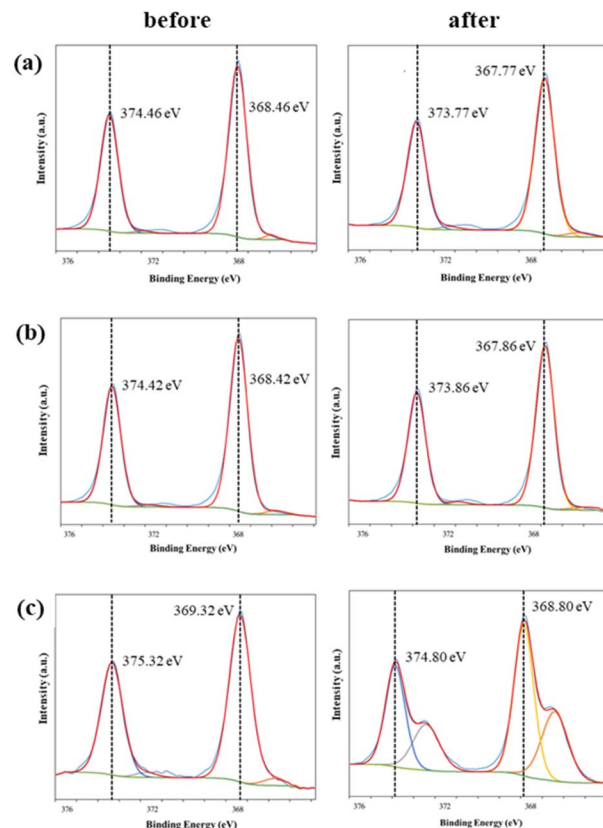 before after
(a)
374.46 eV 368.46 eV
Intensity (a.u.)
376 372 368
Binding Energy (eV)
373.77 eV 367.77 eV
Intensity (a.u.)
376 372 368
Binding Energy (eV)
(b)
374.42 eV 368.42 eV
Intensity (a.u.)
376 372 368
Binding Energy (eV)
373.86 eV 367.86 eV
Intensity (a.u.)
376 372 368
Binding Energy (eV)
(c)
375.32 eV 369.32 eV
Intensity (a.u.)
376 372 368
Binding Energy (eV)
374.80 eV 368.80 eV
Intensity (a.u.)
376 372 368
Binding Energy (eV)